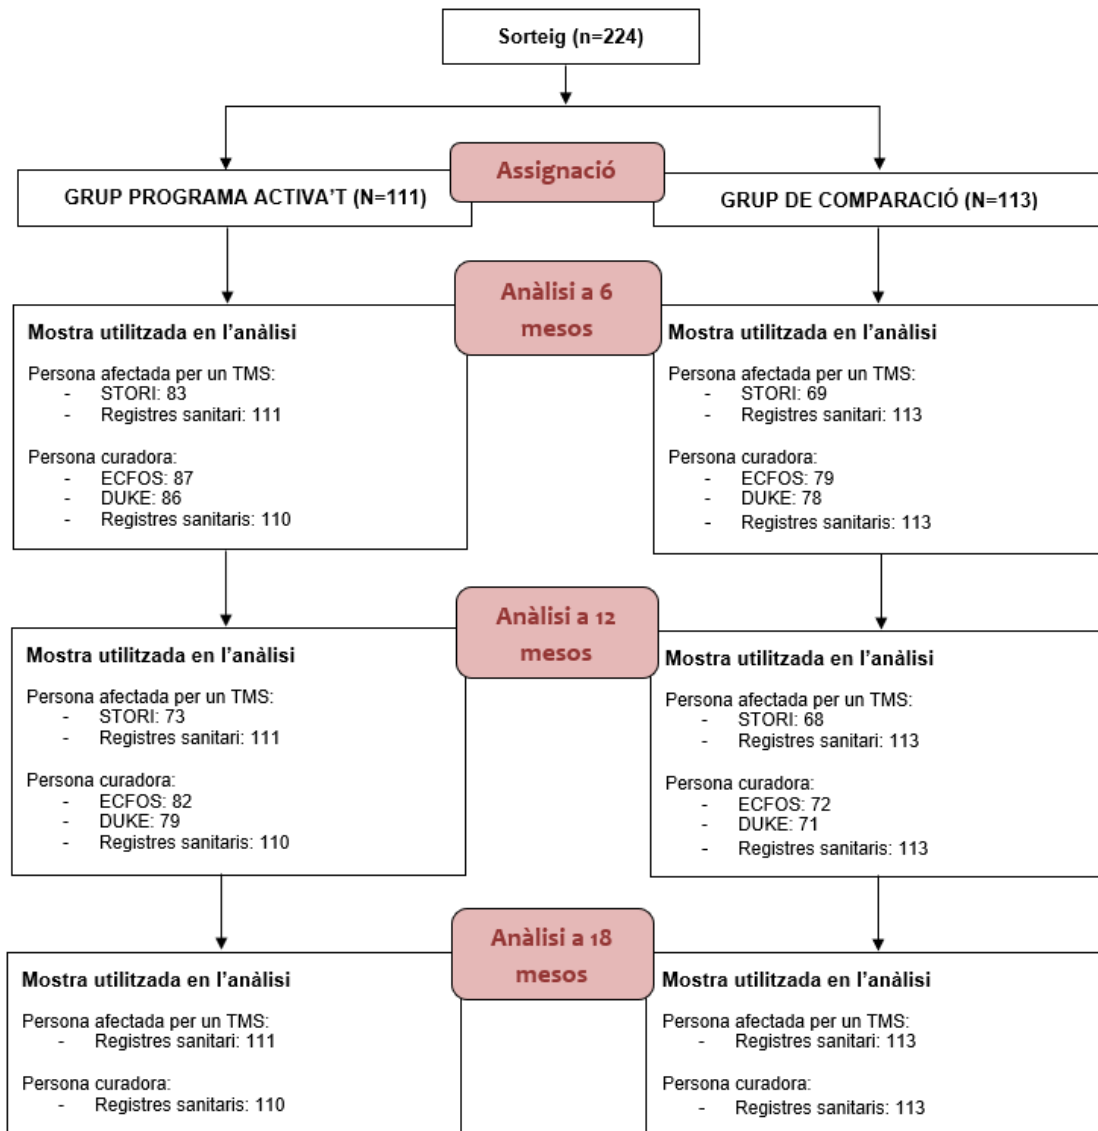 Sorteig (n=224)
Assignació
GRUP PROGRAMA ACTIVA'T (N=111)
GRUP DE COMPARACIÓ (N=113)
Anàlisi a 6
mesos
Mostra utilitzada en l'anàlisi
Persona afectada per un TMS:
- STORI: 83
- Registres sanitari: 111
Persona curadora:
- ECFOS: 87
- DUKE: 86
- Registres sanitaris: 110
Mostra utilitzada en l'anàlisi
Persona afectada per un TMS:
- STORI: 69
- Registres sanitari: 113
Persona curadora:
- ECFOS: 79
- DUKE: 78
- Registres sanitaris: 113
Anàlisi a 12
mesos
Mostra utilitzada en l'anàlisi
Persona afectada per un TMS:
- STORI: 73
- Registres sanitari: 111
Persona curadora:
- ECFOS: 82
- DUKE: 79
- Registres sanitaris: 110
Mostra utilitzada en l'anàlisi
Persona afectada per un TMS:
- STORI: 68
- Registres sanitari: 113
Persona curadora:
- ECFOS: 72
- DUKE: 71
- Registres sanitaris: 113
Anàlisi a 18
mesos
Mostra utilitzada en l'anàlisi
Persona afectada per un TMS:
- Registres sanitari: 111
Persona curadora:
- Registres sanitaris: 110
Mostra utilitzada en l'anàlisi
Persona afectada per un TMS:
- Registres sanitari: 113
Persona curadora:
- Registres sanitaris: 113